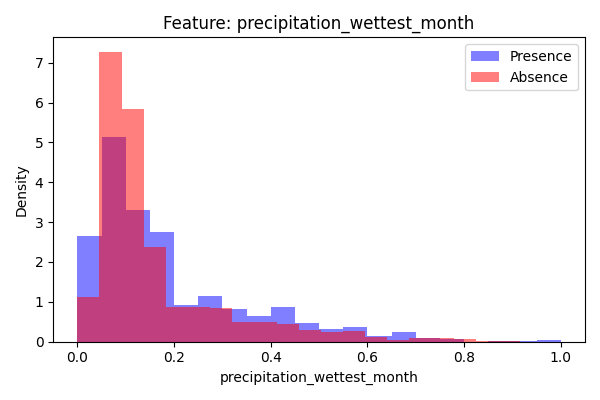 Feature: precipitation_wettest_month
Presence
Absence
Density
7
6
5
4
3
2
1
0
0.0 0.2 0.4 0.6 0.8 1.0
precipitation_wettest_month